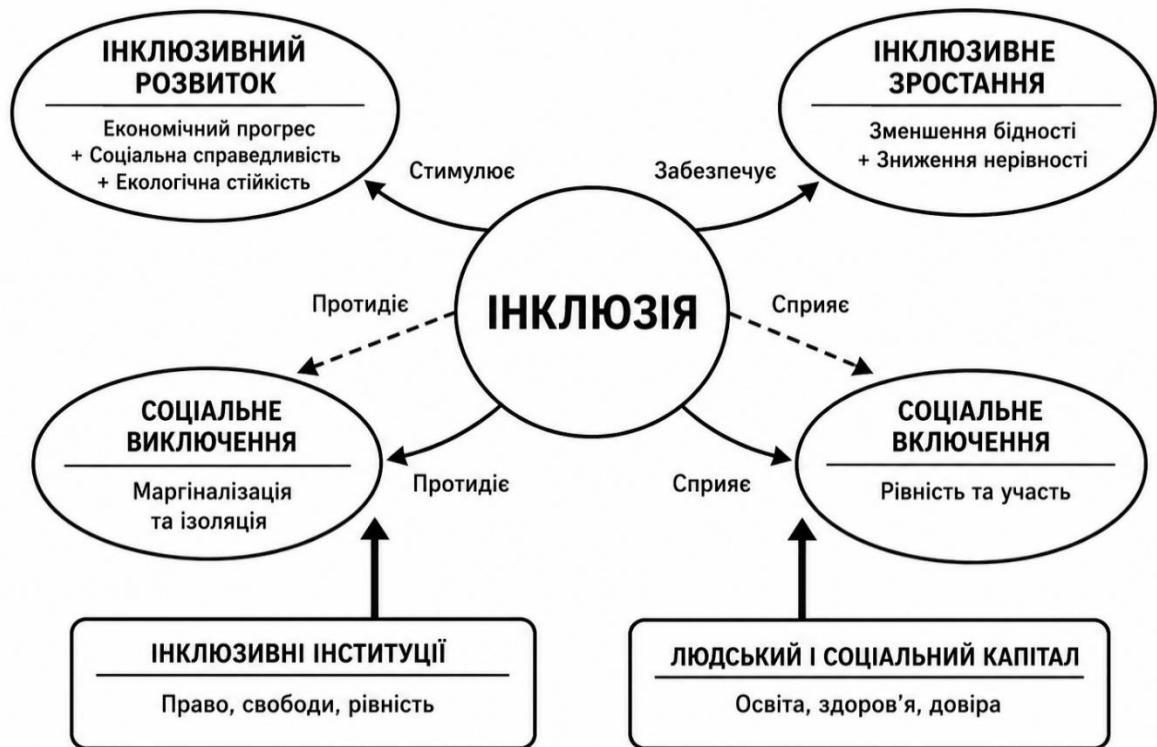 ІНКЛЮЗИВНИЙ
РОЗВИТОК
Економічний прогрес
+ Соціальна справедливість
+ Екологічна стійкість
ІНКЛЮЗИВНЕ
ЗРОСТАННЯ
Зменшення бідності
+ Зниження нерівності
Стимулює
Забезпечує
ІНКЛЮЗІЯ
Протидіє
Сприяє
СОЦІАЛЬНЕ
ВИКЛЮЧЕННЯ
Маргіналізація
та ізоляція
СОЦІАЛЬНЕ
ВКЛЮЧЕННЯ
Рівність та участь
Протидіє
Сприяє
ІНКЛЮЗИВНІ ІНСТИТУЦІЇ
Право, свободи, рівність
ЛЮДСЬКИЙ І СОЦІАЛЬНИЙ КАПІТАЛ
Освіта, здоров’я, довіра